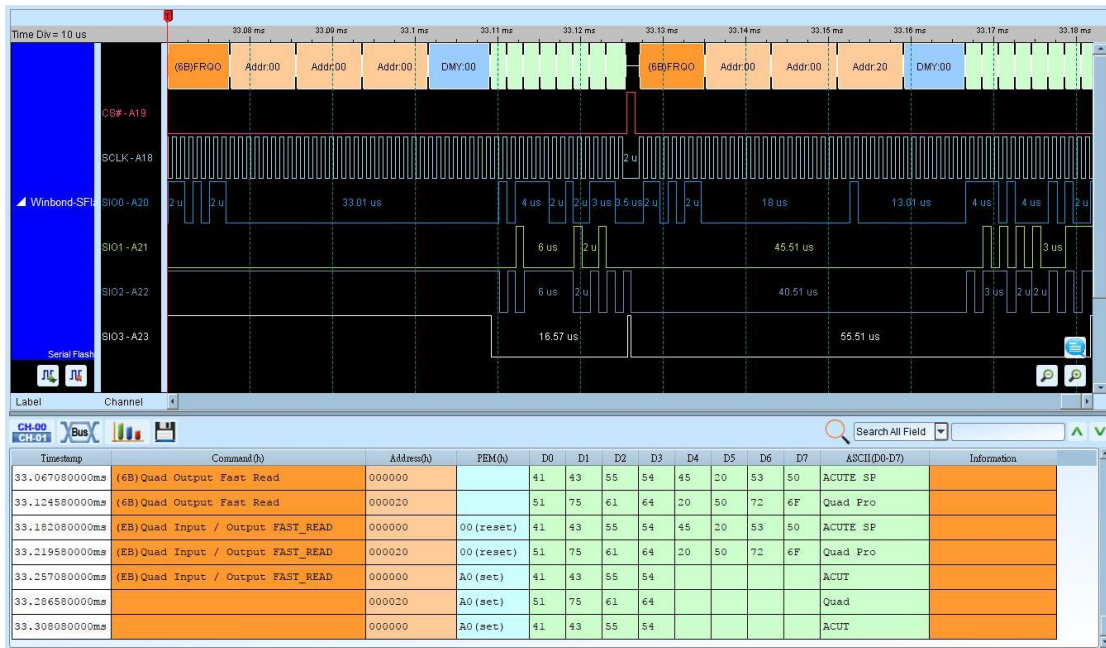 Time Div = 10 us
33.08 ms 33.09 ms 33.1 ms 33.11 ms 33.12 ms 33.13 ms 33.14 ms 33.15 ms 33.16 ms 33.17 ms 33.18 ms
(6B)FRQO Addr:00 Addr:00 Addr:00 DMY:00 (6B)FRQO Addr:00 Addr:00 Addr:20 DMY:00
CS# - A19
SCLK - A18 2 u
Winbond-SFl SIO0 - A20 2 u 2 u 33.01 us 4 us 2 u 2 u 3 us 3.5 us 2 u 2 u 18 us 13.01 us 4 us 4 us 2 u
SIO1 - A21 6 us 2 u 45.51 us 3 us
SIO2 - A22 6 us 2 u 40.51 us 3 us 2 u 2 u
SIO3 - A23 16.57 us 55.51 us
Serial Flash
Label Channel
CH-00
CH-01 Bus Search All Field
Timestamp Command(h) Address(h) PEM(h) D0 D1 D2 D3 D4 D5 D6 D7 ASCII(D0-D7) Information
33.067080000ms (6B)Quad Output Fast Read 000000 41 43 55 54 45 20 53 50 ACUTE SP
33.124580000ms (6B)Quad Output Fast Read 000020 51 75 61 64 20 50 72 6F Quad Pro
33.182080000ms (EB)Quad Input / Output FAST_READ 000000 00(reset) 41 43 55 54 45 20 53 50 ACUTE SP
33.219580000ms (EB)Quad Input / Output FAST_READ 000020 00(reset) 51 75 61 64 20 50 72 6F Quad Pro
33.257080000ms (EB)Quad Input / Output FAST_READ 000000 A0(set) 41 43 55 54 ACUT
33.286580000ms 000020 A0(set) 51 75 61 64 Quad
33.308080000ms 000000 A0(set) 41 43 55 54 ACUT